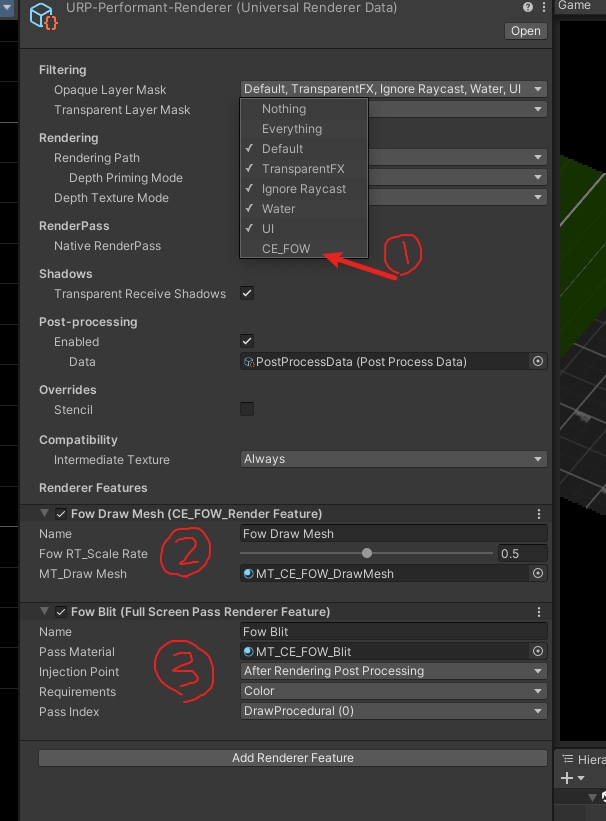 URP-Performant-Renderer (Universal Renderer Data)
Game
Open
Filtering
Opaque Layer Mask
Default, TransparentFX, Ignore Raycast, Water, UI
Transparent Layer Mask
Nothing
Everything
Default
TransparentFX
Ignore Raycast
Water
UI
CE_FOW
1
Rendering
Rendering Path
Depth Priming Mode
Depth Texture Mode
RenderPass
Native RenderPass
Shadows
Transparent Receive Shadows
Post-processing
Enabled
Data
PostProcessData (Post Process Data)
Overrides
Stencil
Compatibility
Intermediate Texture
Always
Renderer Features
Fow Draw Mesh (CE_FOW_Render Feature)
Name
Fow Draw Mesh
2
Fow RT_Scale Rate
0.5
MT_Draw Mesh
MT_CE_FOW_DrawMesh
Fow Blit (Full Screen Pass Renderer Feature)
Name
Fow Blit
3
Pass Material
MT_CE_FOW_Blit
Injection Point
After Rendering Post Processing
Requirements
Color
Pass Index
DrawProcedural (0)
Add Renderer Feature
Hiera